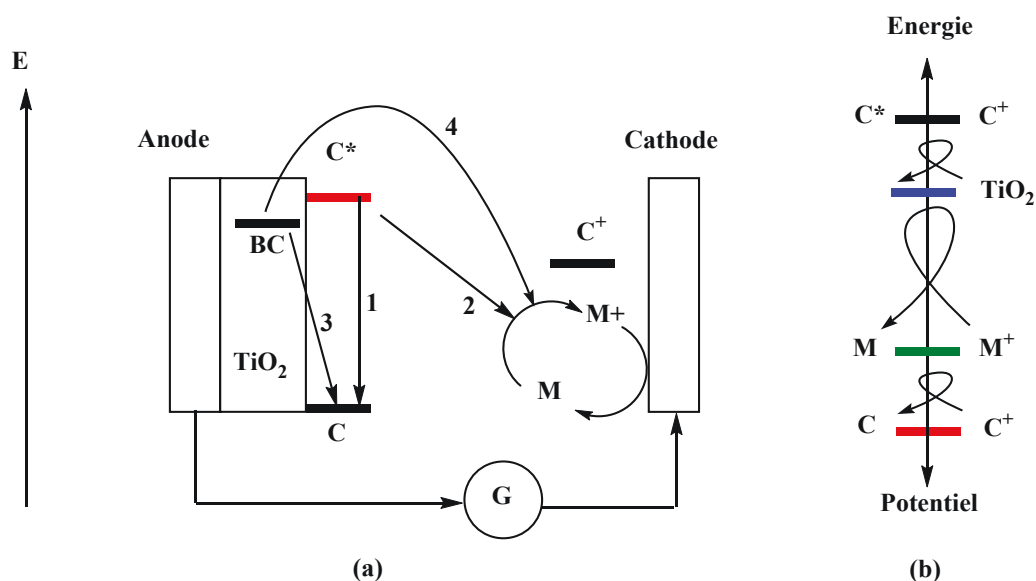 E
Anode
C*
4
Cathode
BC
C⁺
3
1
2
M+
TiO₂
M
C
G
(a)
Energie
C* C⁺
TiO₂
M M⁺
C C⁺
Potentiel
(b)